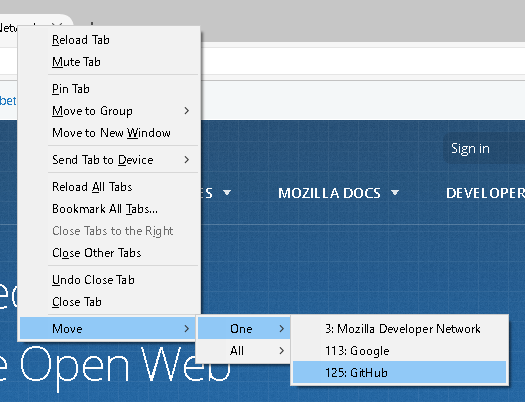 Reload Tab
Mute Tab
Pin Tab
Move to Group
Move to New Window
Send Tab to Device
Reload All Tabs
Bookmark All Tabs...
Close Tabs to the Right
Close Other Tabs
Undo Close Tab
Close Tab
Move
One
All
3: Mozilla Developer Network
113: Google
125: GitHub
bet
Sign in
ES
MOZILLA DOCS
DEVELOPER
e Open Web